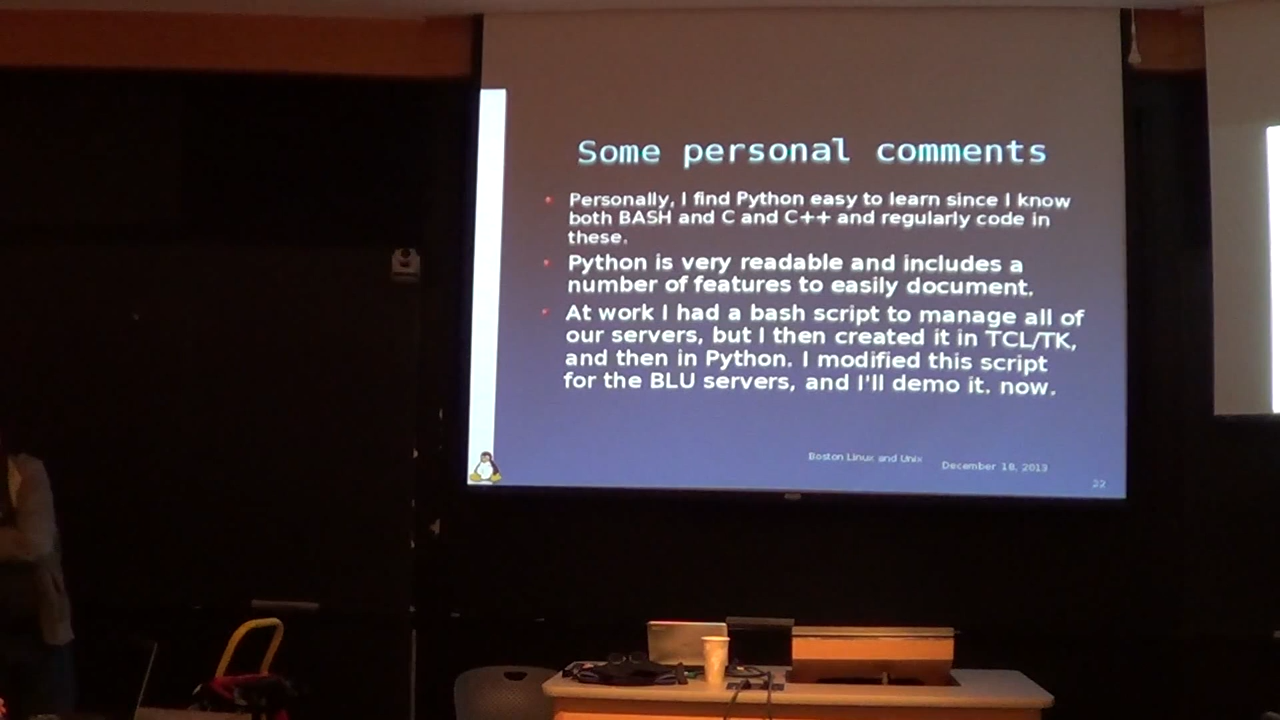 Some personal comments
Personally, I find Python easy to learn since I know
both BASH and C and C++ and regularly code in
these.
Python is very readable and includes a
number of features to easily document.
At work I had a bash script to manage all of
our servers, but I then created it in TCL/TK,
and then in Python. I modified this script
for the BLU servers, and I'll demo it. now.
Boston Linux and Unix
December 18, 2013
22